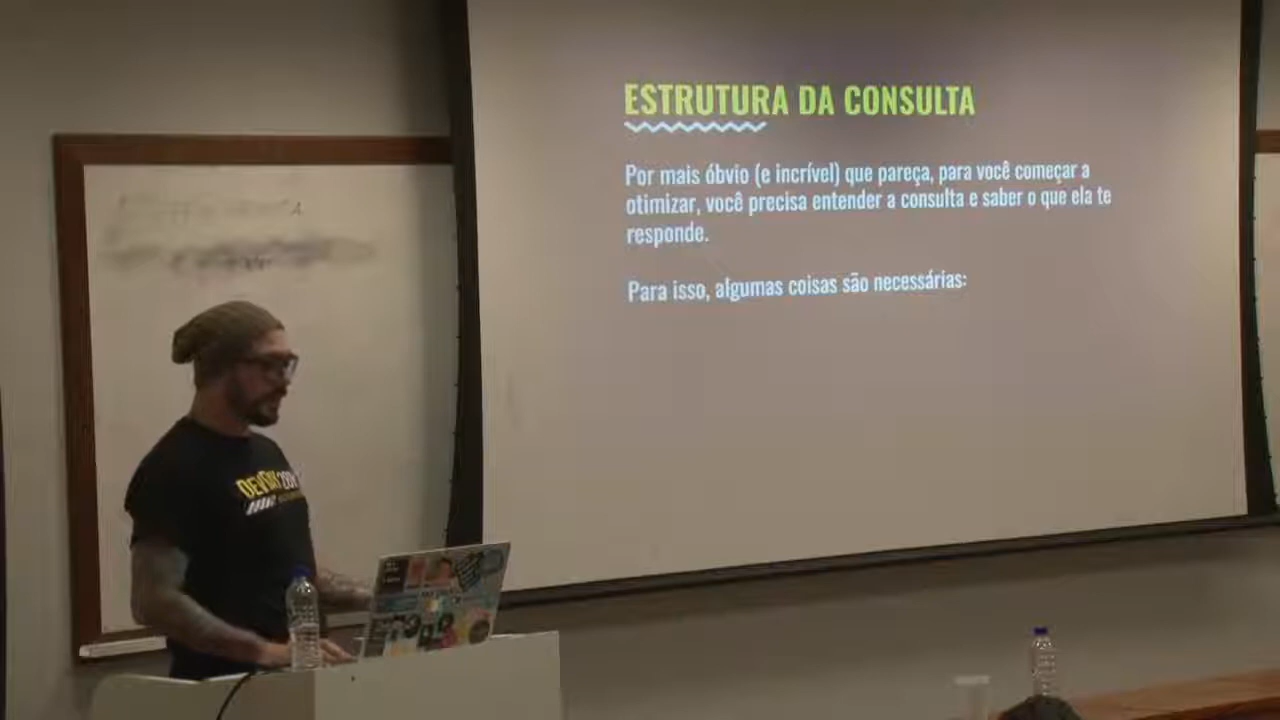 ESTRUTURA DA CONSULTA
Por mais óbvio (e incrível) que pareça, para você começar a
otimizar, você precisa entender a consulta e saber o que ela te
responde.
Para isso, algumas coisas são necessárias:
DEVDAY